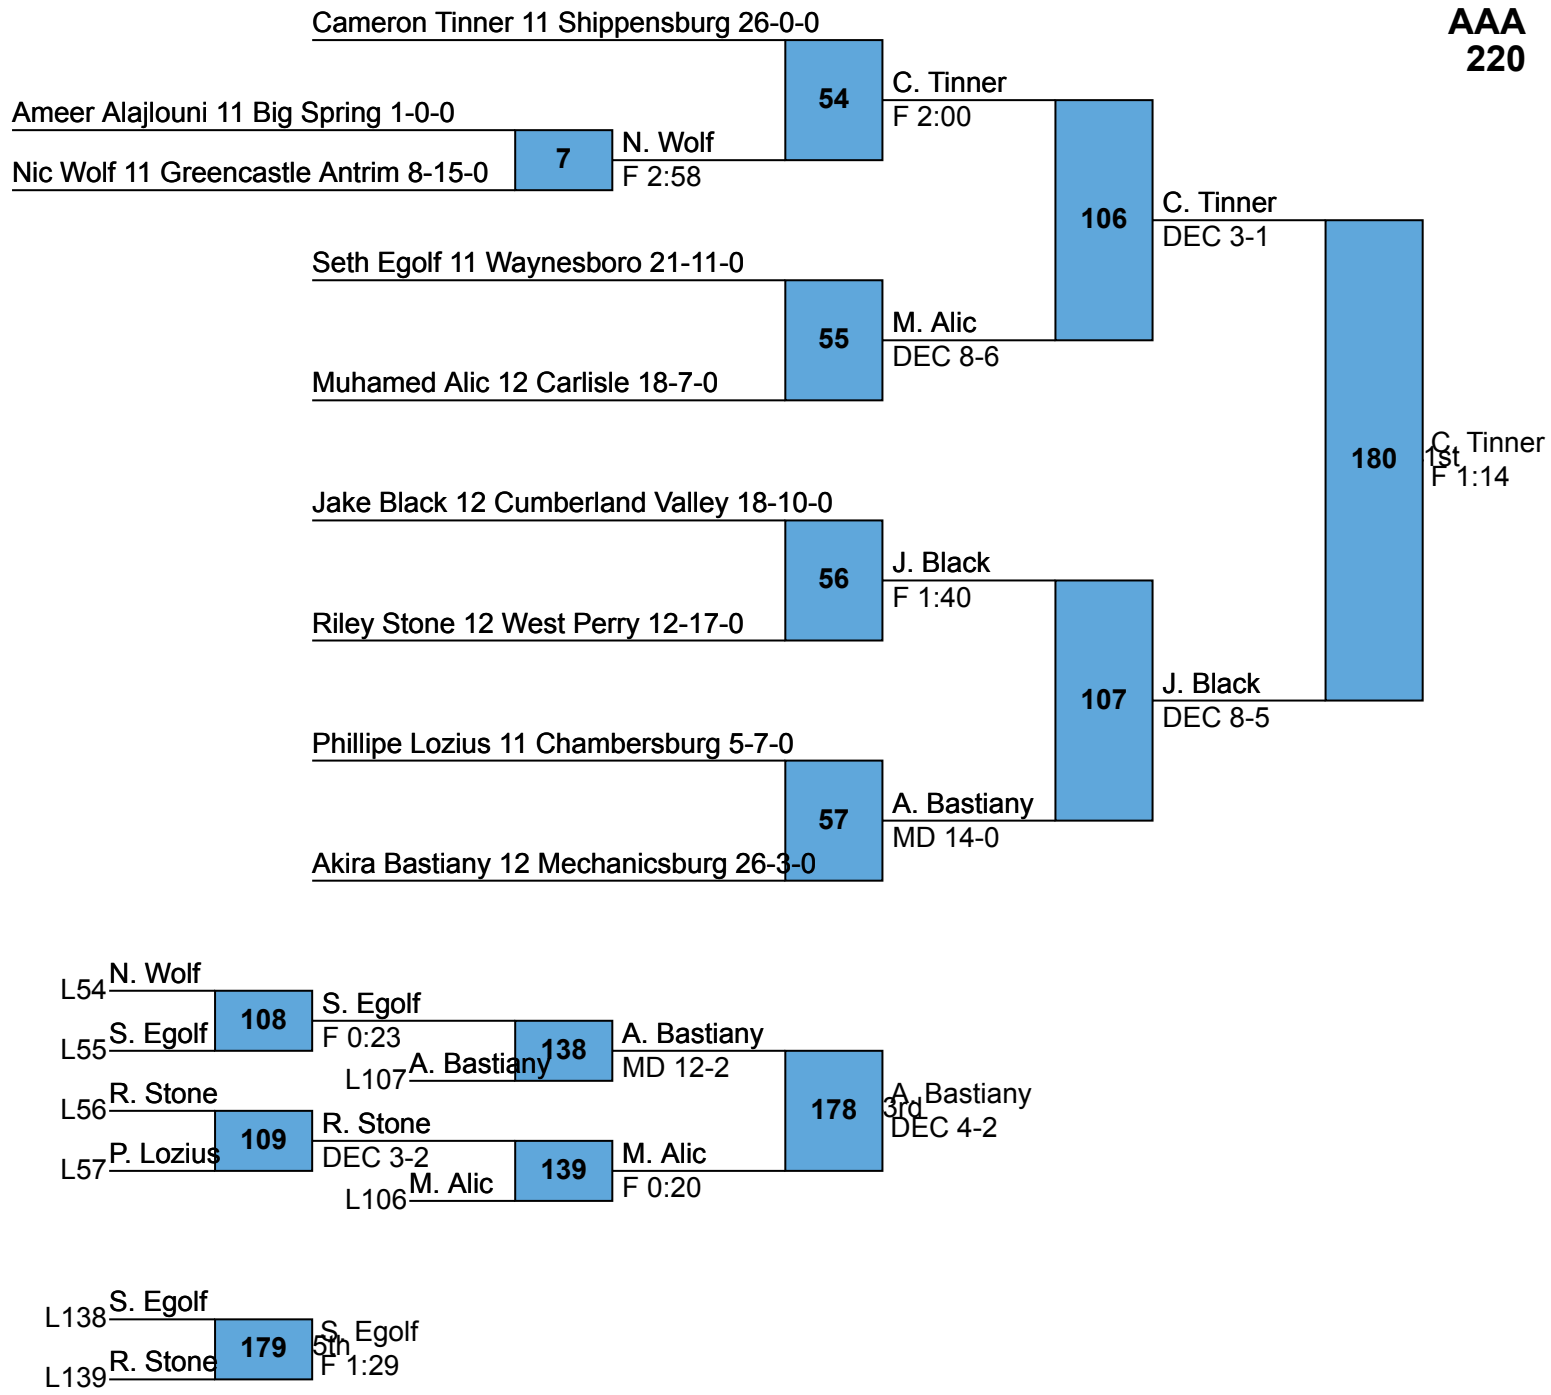 AAA
220
Cameron Tinner 11 Shippensburg 26-0-0
54
C. Tinner
F 2:00
Ameer Alajlouni 11 Big Spring 1-0-0
7
N. Wolf
F 2:58
Nic Wolf 11 Greencastle Antrim 8-15-0
106
C. Tinner
DEC 3-1
Seth Egolf 11 Waynesboro 21-11-0
55
M. Alic
DEC 8-6
Muhamed Alic 12 Carlisle 18-7-0
180
C. Tinner
1st
F 1:14
Jake Black 12 Cumberland Valley 18-10-0
56
J. Black
F 1:40
Riley Stone 12 West Perry 12-17-0
107
J. Black
DEC 8-5
Phillipe Lozius 11 Chambersburg 5-7-0
57
A. Bastiany
MD 14-0
Akira Bastiany 12 Mechanicsburg 26-3-0
L54 N. Wolf
108
S. Egolf
F 0:23
L55 S. Egolf
138
A. Bastiany
MD 12-2
L107 A. Bastiany
L56 R. Stone
109
R. Stone
DEC 3-2
L57 P. Lozius
139
M. Alic
F 0:20
L106 M. Alic
178
A. Bastiany
3rd
DEC 4-2
L138 S. Egolf
179
S. Egolf
5th
F 1:29
L139 R. Stone